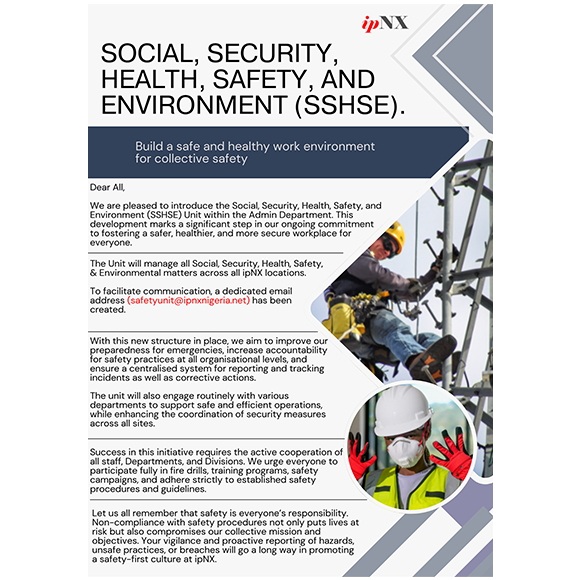 ipNX
SOCIAL, SECURITY,
HEALTH, SAFETY, AND
ENVIRONMENT (SSHSE).
Build a safe and healthy work environment
for collective safety
Dear All,
We are pleased to introduce the Social, Security, Health, Safety, and
Environment (SSHSE) Unit within the Admin Department. This
development marks a significant step in our ongoing commitment
to fostering a safer, healthier, and more secure workplace for
everyone.
The Unit will manage all Social, Security, Health, Safety,
& Environmental matters across all ipNX locations.
To facilitate communication, a dedicated email
address (safetyunit@ipnxnigeria.net) has been
created.
With this new structure in place, we aim to improve our
preparedness for emergencies, increase accountability
for safety practices at all organisational levels, and
ensure a centralised system for reporting and tracking
incidents as well as corrective actions.
The unit will also engage routinely with various
departments to support safe and efficient operations,
while enhancing the coordination of security measures
across all sites.
Success in this initiative requires the active cooperation of
all staff, Departments, and Divisions. We urge everyone to
participate fully in fire drills, training programs, safety
campaigns, and adhere strictly to established safety
procedures and guidelines.
Let us all remember that safety is everyone's responsibility.
Non-compliance with safety procedures not only puts lives at
risk but also compromises our collective mission and
objectives. Your vigilance and proactive reporting of hazards,
unsafe practices, or breaches will go a long way in promoting
a safety-first culture at ipNX.